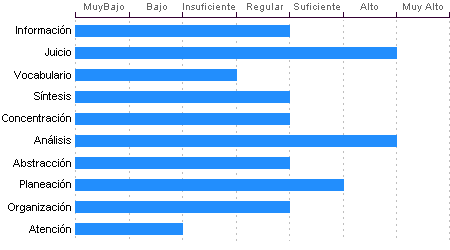 MuyBajo Bajo Insuficiente Regular Suficiente Alto Muy Alto
Información
Juicio
Vocabulario
Síntesis
Concentración
Análisis
Abstracción
Planeación
Organización
Atención